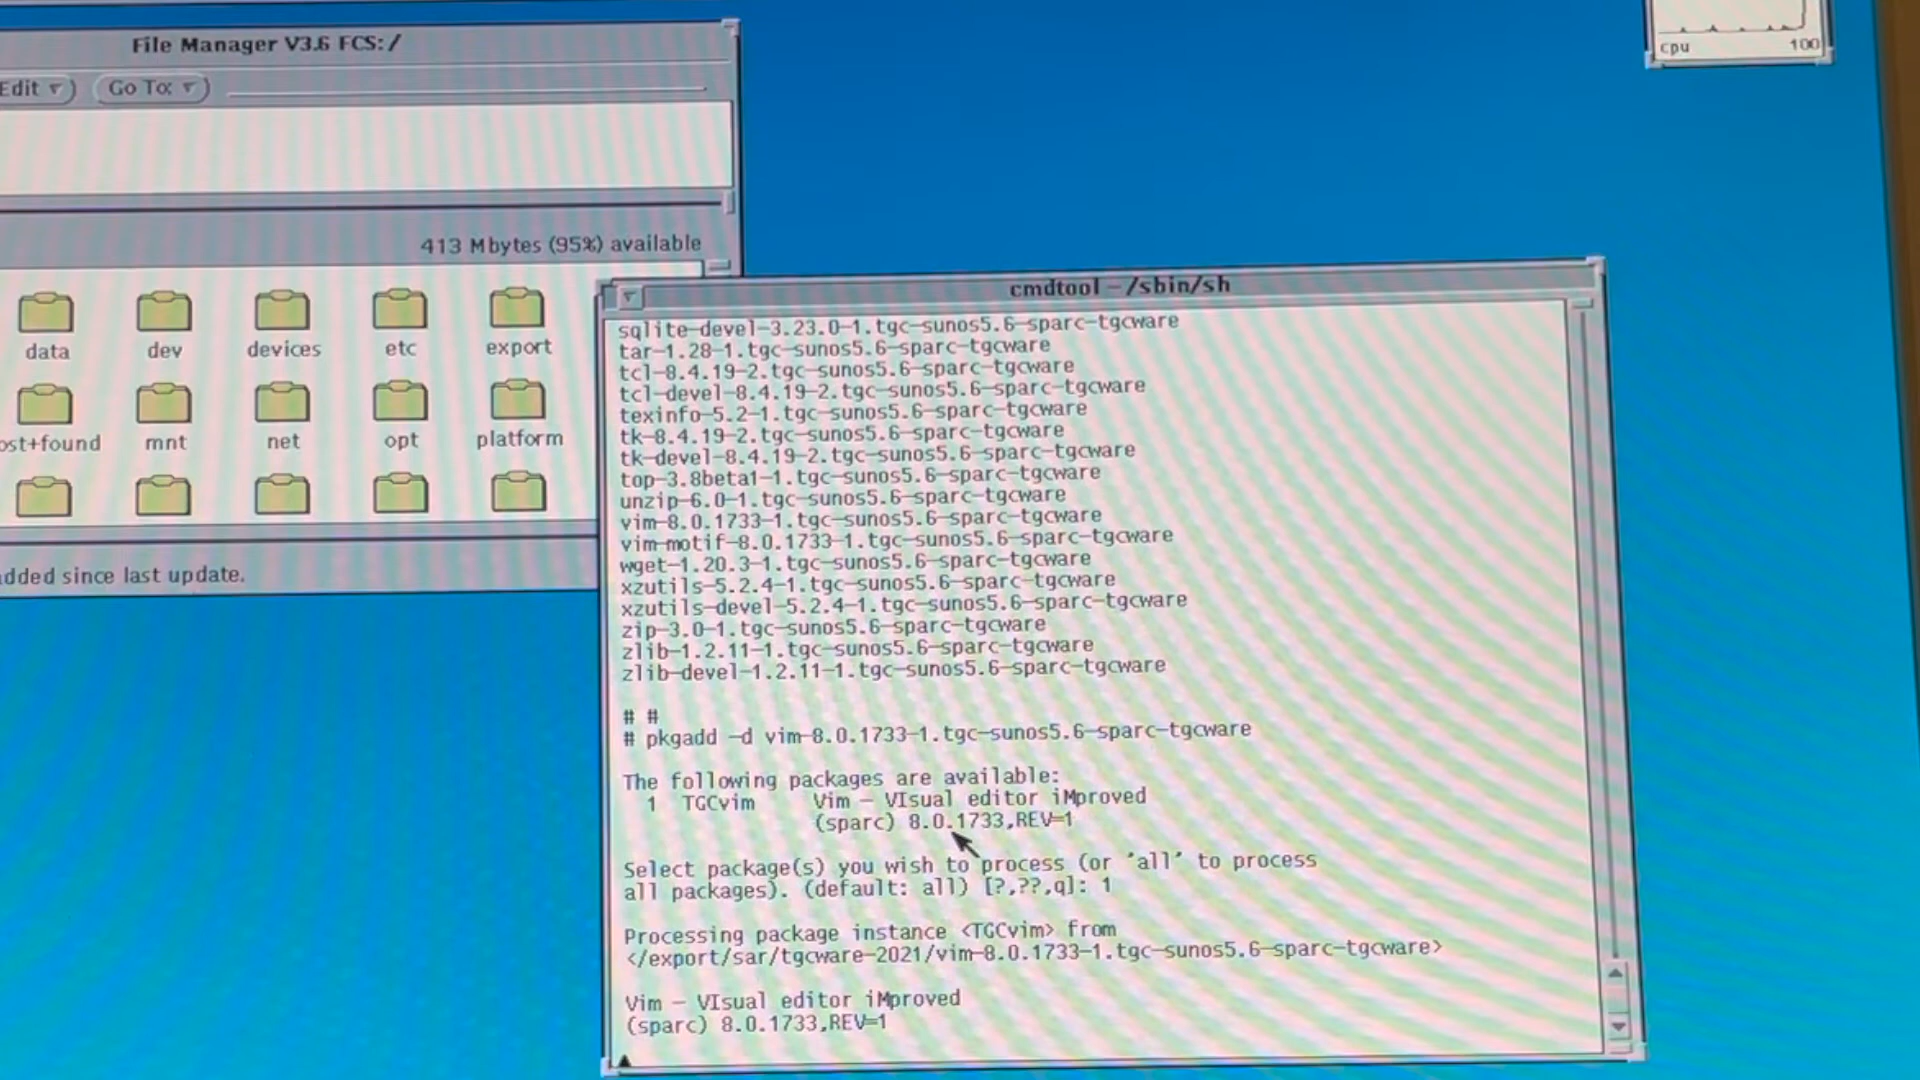 File Manager V3.6 FCS: /
Edit
Go To:
413 Mbytes (95%) available
data
dev
devices
etc
export
ost+found
mnt
net
opt
platform
added since last update.
cpu
100
cmdtool - /sbin/sh
sqlite-devel-3.23.0-1.tgc-sunos5.6-sparc-tgcware
tar-1.28-1.tgc-sunos5.6-sparc-tgcware
tcl-8.4.19-2.tgc-sunos5.6-sparc-tgcware
tcl-devel-8.4.19-2.tgc-sunos5.6-sparc-tgcware
texinfo-5.2-1.tgc-sunos5.6-sparc-tgcware
tk-8.4.19-2.tgc-sunos5.6-sparc-tgcware
tk-devel-8.4.19-2.tgc-sunos5.6-sparc-tgcware
top-3.8beta1-1.tgc-sunos5.6-sparc-tgcware
unzip-6.0-1.tgc-sunos5.6-sparc-tgcware
vim-8.0.1733-1.tgc-sunos5.6-sparc-tgcware
vim-motif-8.0.1733-1.tgc-sunos5.6-sparc-tgcware
wget-1.20.3-1.tgc-sunos5.6-sparc-tgcware
xzutils-5.2.4-1.tgc-sunos5.6-sparc-tgcware
xzutils-devel-5.2.4-1.tgc-sunos5.6-sparc-tgcware
zip-3.0-1.tgc-sunos5.6-sparc-tgcware
zlib-1.2.11-1.tgc-sunos5.6-sparc-tgcware
zlib-devel-1.2.11-1.tgc-sunos5.6-sparc-tgcware
# #
# pkgadd -d vim-8.0.1733-1.tgc-sunos5.6-sparc-tgcware
The following packages are available:
1 TGCvim Vim - VIsual editor iMproved
(sparc) 8.0.1733,REV=1
Select package(s) you wish to process (or 'all' to process
all packages). (default: all) [?,??,q]: 1
Processing package instance <TGCvim> from
</export/sar/tgcware-2021/vim-8.0.1733-1.tgc-sunos5.6-sparc-tgcware>
Vim - VIsual editor iMproved
(sparc) 8.0.1733,REV=1